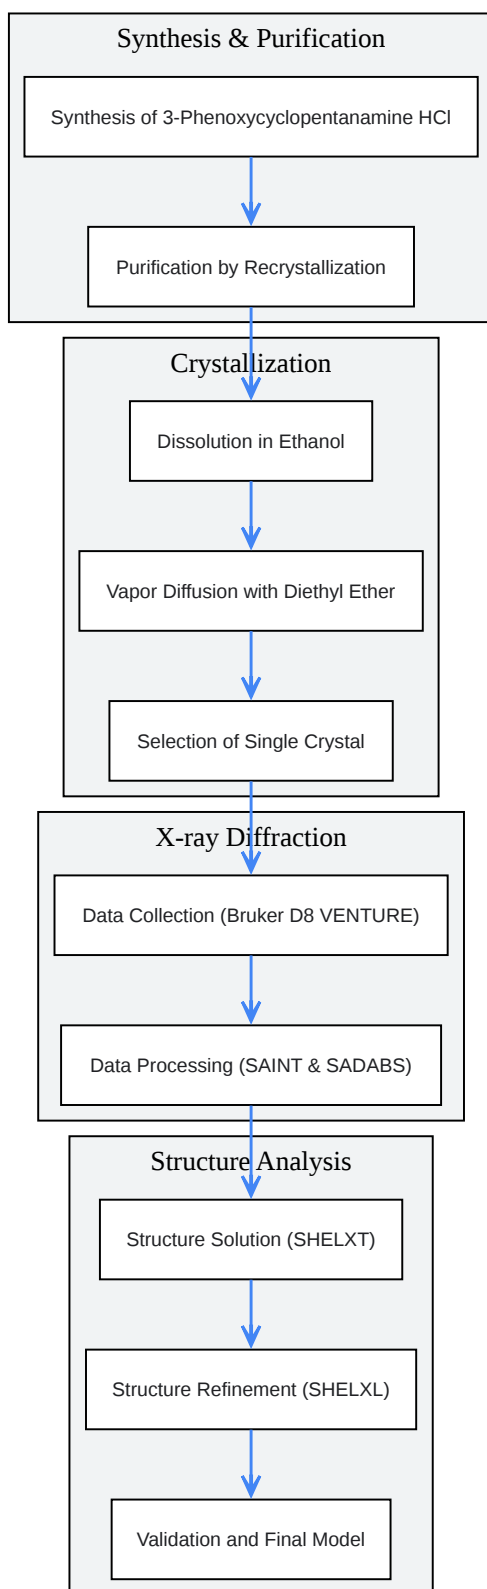 Synthesis & Purification
Synthesis of 3-Phenoxycyclopentanamine HCl
Purification by Recrystallization
Crystallization
Dissolution in Ethanol
Vapor Diffusion with Diethyl Ether
Selection of Single Crystal
X-ray Diffraction
Data Collection (Bruker D8 VENTURE)
Data Processing (SAINT & SADABS)
Structure Analysis
Structure Solution (SHELXT)
Structure Refinement (SHELXL)
Validation and Final Model